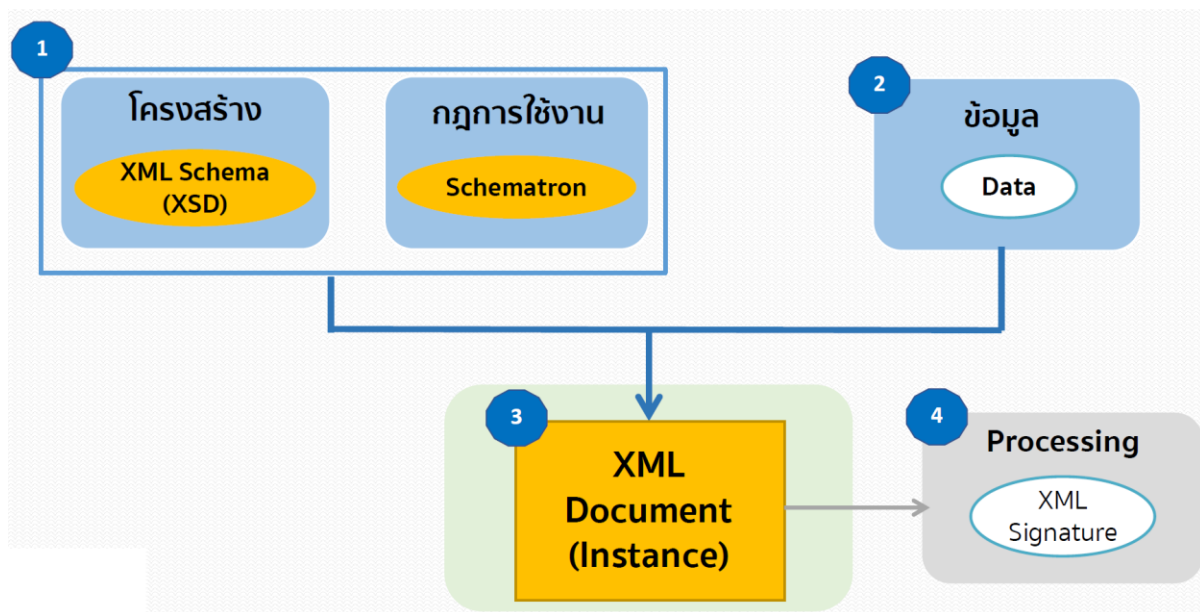 1
โครงสร้าง
XML Schema
(XSD)
กฎการใช้งาน
Schematron
2
ข้อมูล
Data
3
XML
Document
(Instance)
4
Processing
XML
Signature